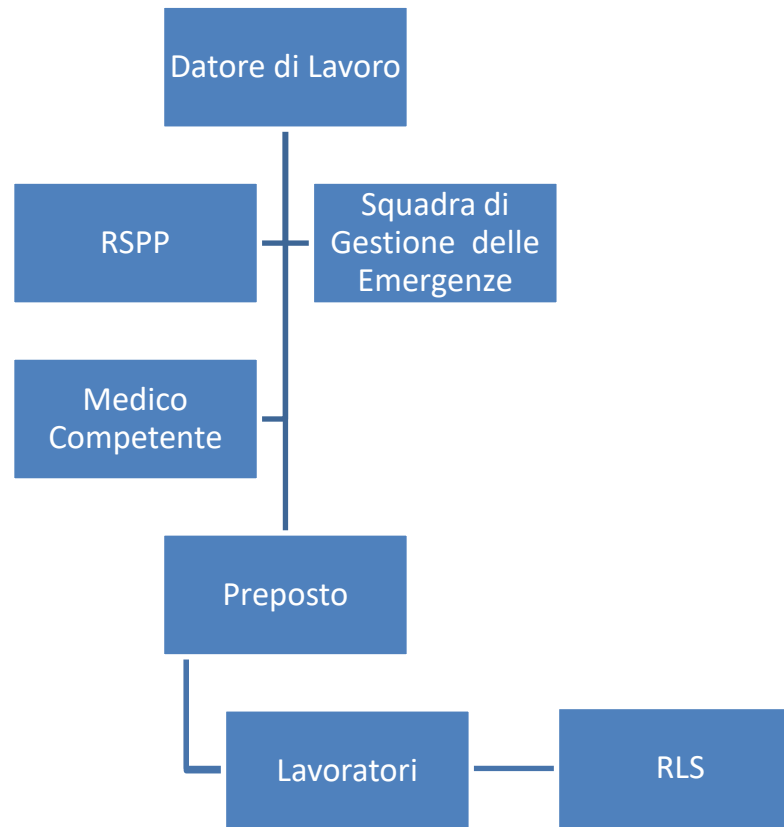 Datore di Lavoro
RSPP
Squadra di
Gestione delle
Emergenze
Medico
Competente
Preposto
Lavoratori
RLS